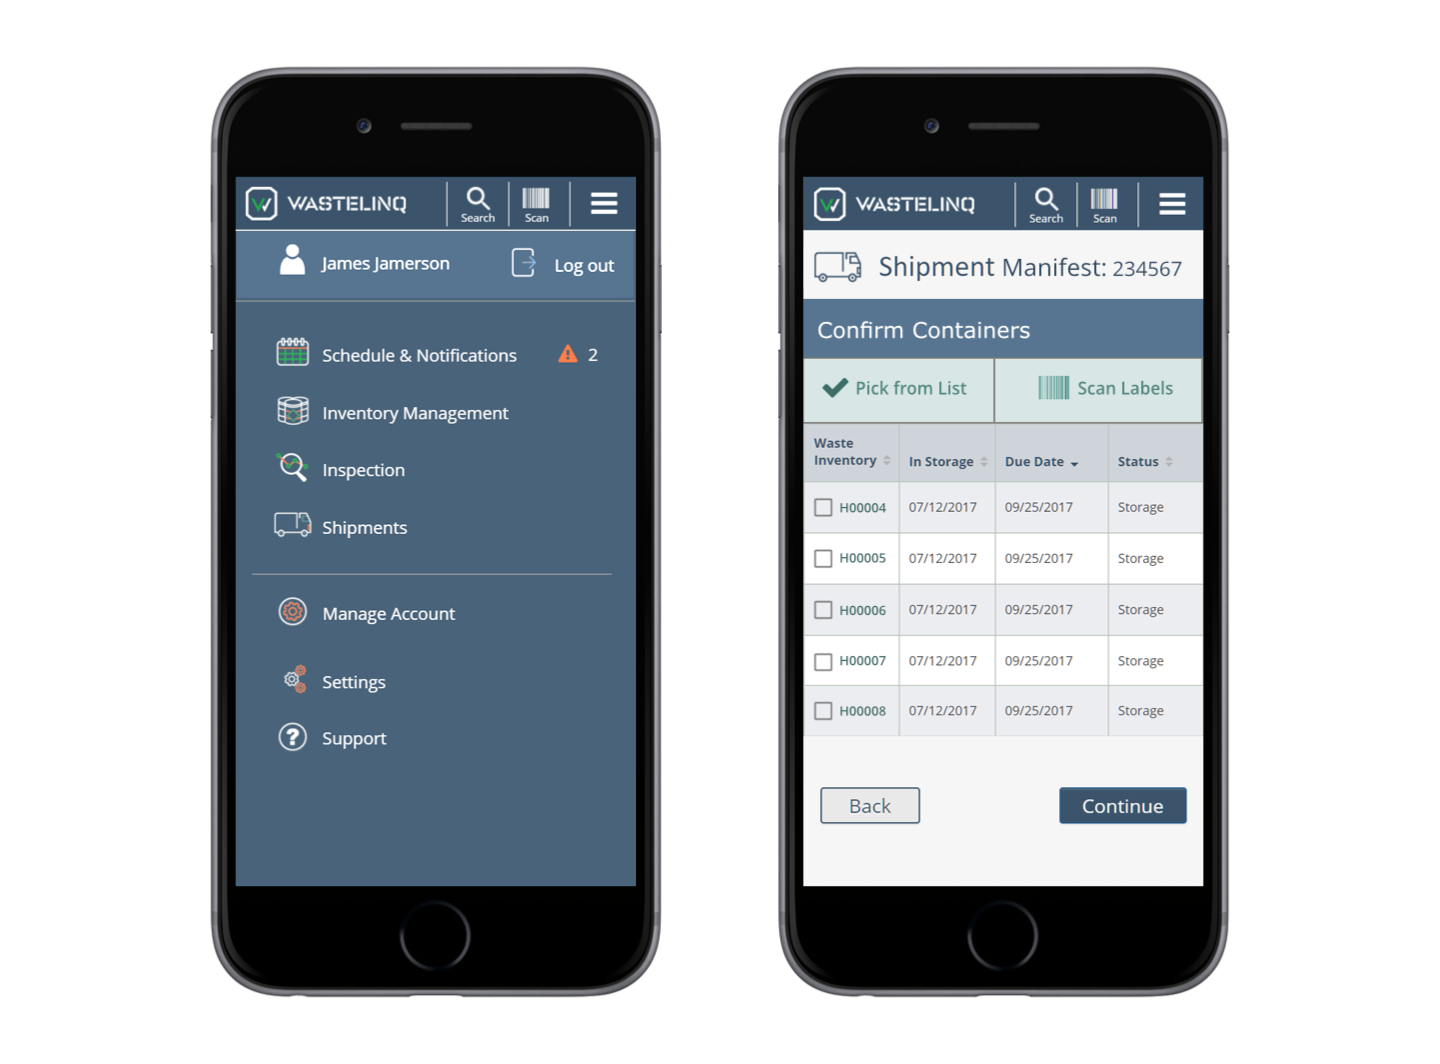 WASTELINQ
Search
Scan
James Jamerson
Log out
Schedule & Notifications 2
Inventory Management
Inspection
Shipments
Manage Account
Settings
Support
WASTELINQ
Search
Scan
Shipment Manifest: 234567
Confirm Containers
Pick from List
Scan Labels
Waste
Inventory In Storage Due Date Status
H00004 07/12/2017 09/25/2017 Storage
H00005 07/12/2017 09/25/2017 Storage
H00006 07/12/2017 09/25/2017 Storage
H00007 07/12/2017 09/25/2017 Storage
H00008 07/12/2017 09/25/2017 Storage
Back
Continue